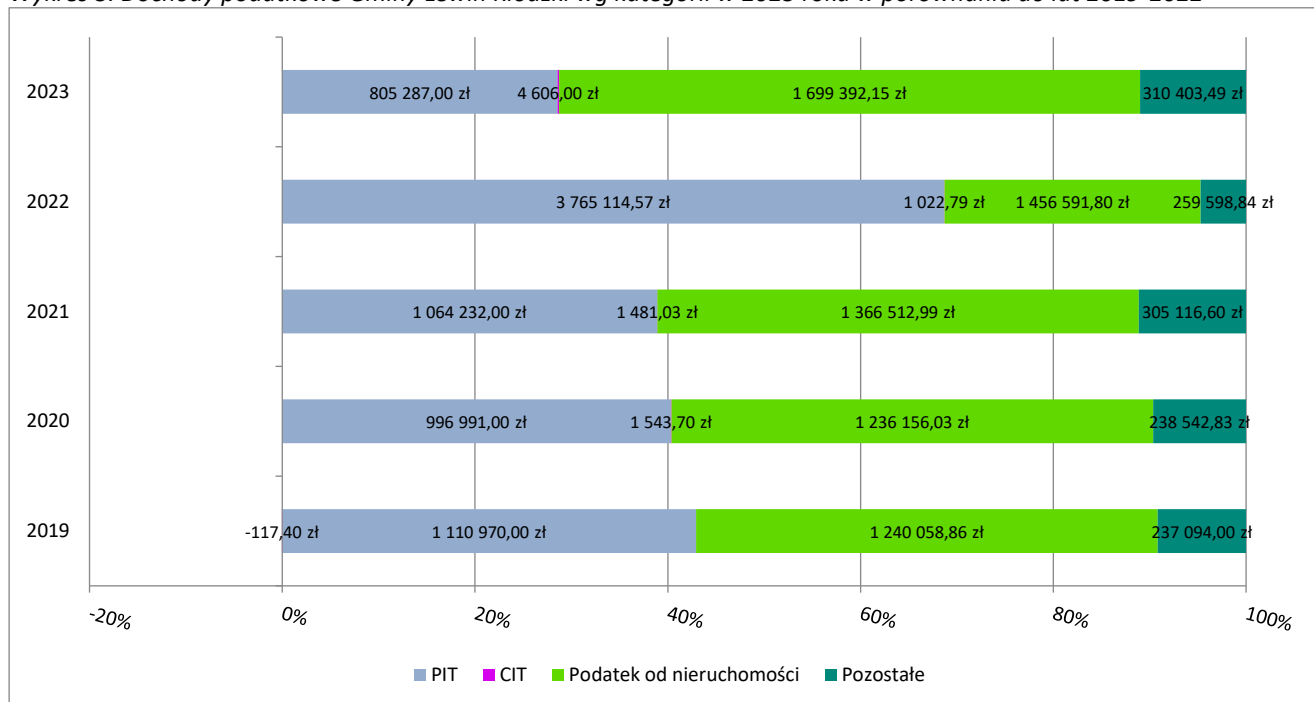 2023 805 287,00 zł 4 606,00 zł 1 699 392,15 zł 310 403,49 zł
2022 3 765 114,57 zł 1 022,79 zł 1 456 591,80 zł 259 598,84 zł
2021 1 064 232,00 zł 1 481,03 zł 1 366 512,99 zł 305 116,60 zł
2020 996 991,00 zł 1 543,70 zł 1 236 156,03 zł 238 542,83 zł
2019 -117,40 zł 1 110 970,00 zł 1 240 058,86 zł 237 094,00 zł
-20% 0% 20% 40% 60% 80% 100%
PIT CIT Podatek od nieruchomości Pozostałe